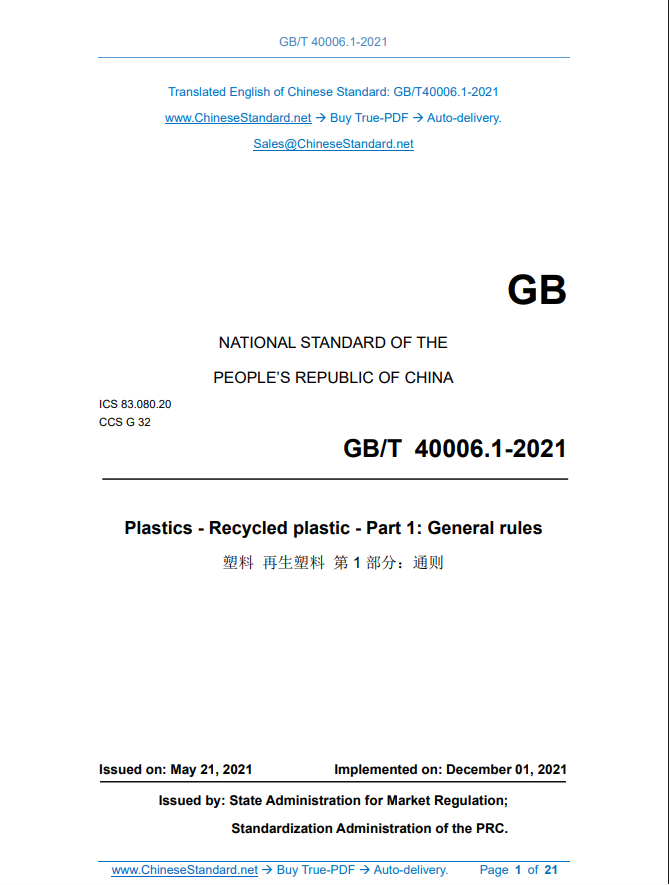 GB/T 40006.1-2021
Translated English of Chinese Standard: GB/T40006.1-2021
www.ChineseStandard.net → Buy True-PDF → Auto-delivery.
Sales@ChineseStandard.net
GB
NATIONAL STANDARD OF THE
PEOPLE’S REPUBLIC OF CHINA
ICS 83.080.20
CCS G 32
GB/T 40006.1-2021
Plastics - Recycled plastic - Part 1: General rules
塑料 再生塑料 第 1 部分：通则
Issued on: May 21, 2021 Implemented on: December 01, 2021
Issued by: State Administration for Market Regulation;
Standardization Administration of the PRC.
www.ChineseStandard.net → Buy True-PDF → Auto-delivery. Page 1 of 21